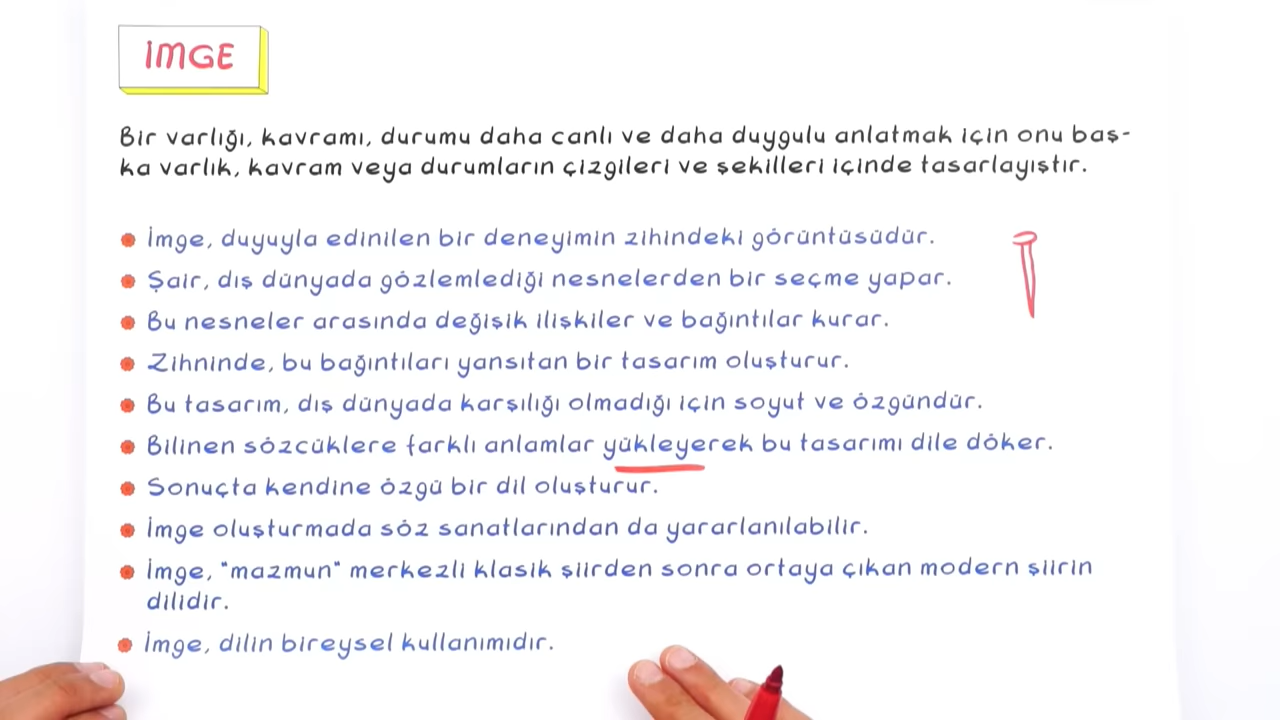 İMGE
Bir varlığı, kavramı, durumu daha canlı ve daha duygulu anlatmak için onu baş-
ka varlık, kavram veya durumların çizgileri ve şekilleri içinde tasarlayıştır.
İmge, duyuyla edinilen bir deneyimin zihindeki görüntüsüdür.
Şair, dış dünyada gözlemlediği nesnelerden bir seçme yapar.
Bu nesneler arasında değişik ilişkiler ve bağıntılar kurar.
Zihninde, bu bağıntıları yansıtan bir tasarım oluşturur.
Bu tasarım, dış dünyada karşılığı olmadığı için soyut ve özgündür.
Bilinen sözcüklere farklı anlamlar yükleyerek bu tasarımı dile döker.
Sonuçta kendine özgü bir dil oluşturur.
İmge oluşturmada söz sanatlarından da yararlanılabilir.
İmge, "mazmun" merkezli klasik şiirden sonra ortaya çıkan modern şiirin
dilidir.
İmge, dilin bireysel kullanımıdır.